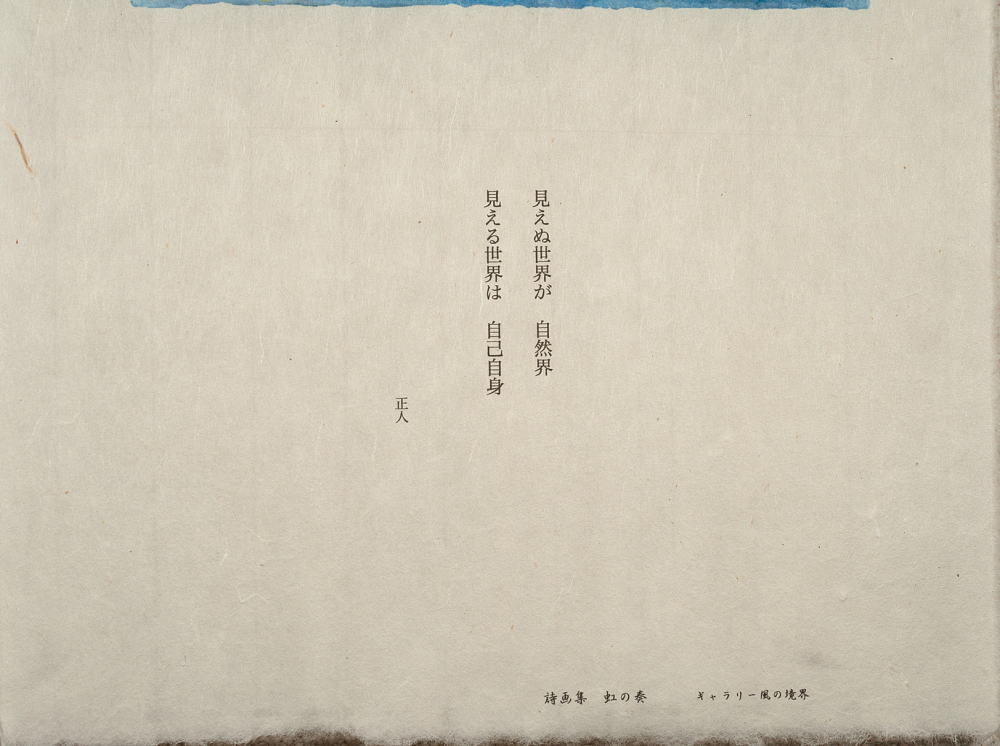 見えぬ世界が　自然界
見える世界は　自己自身
正人
詩画集　虹の奏　　ギャラリー風の境界